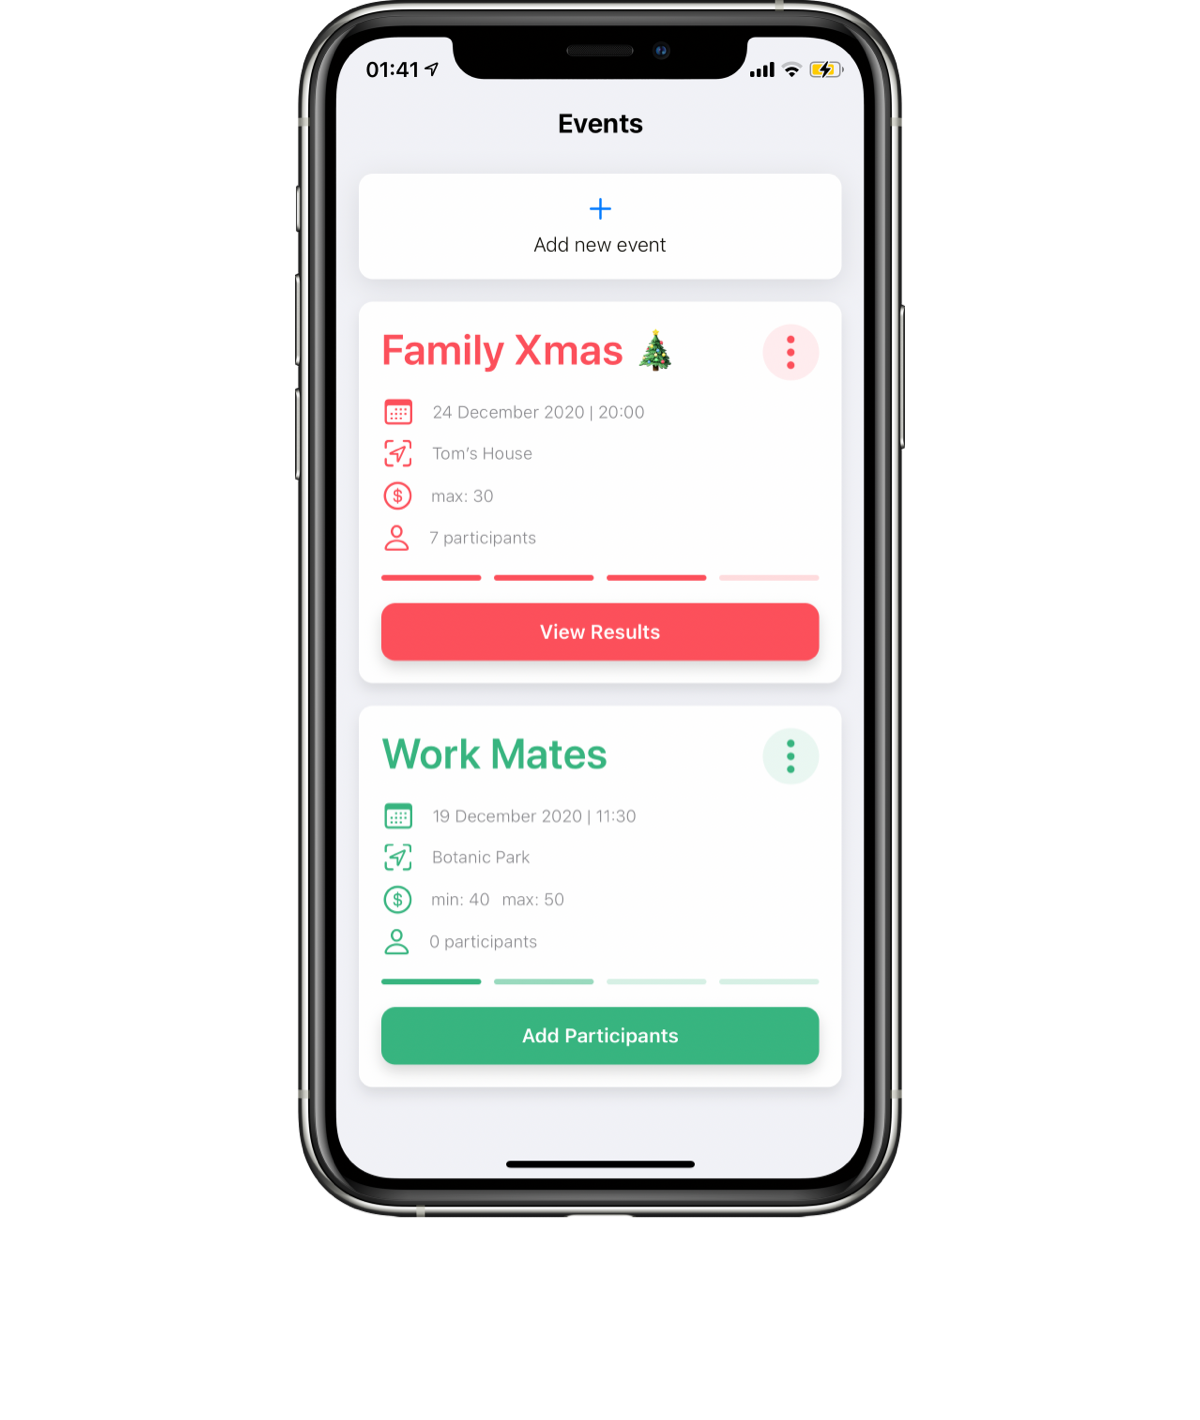 01:41
Events
Add new event
Family Xmas 🎄
24 December 2020 | 20:00
Tom's House
max: 30
7 participants
View Results
Work Mates
19 December 2020 | 11:30
Botanic Park
min: 40 max: 50
0 participants
Add Participants